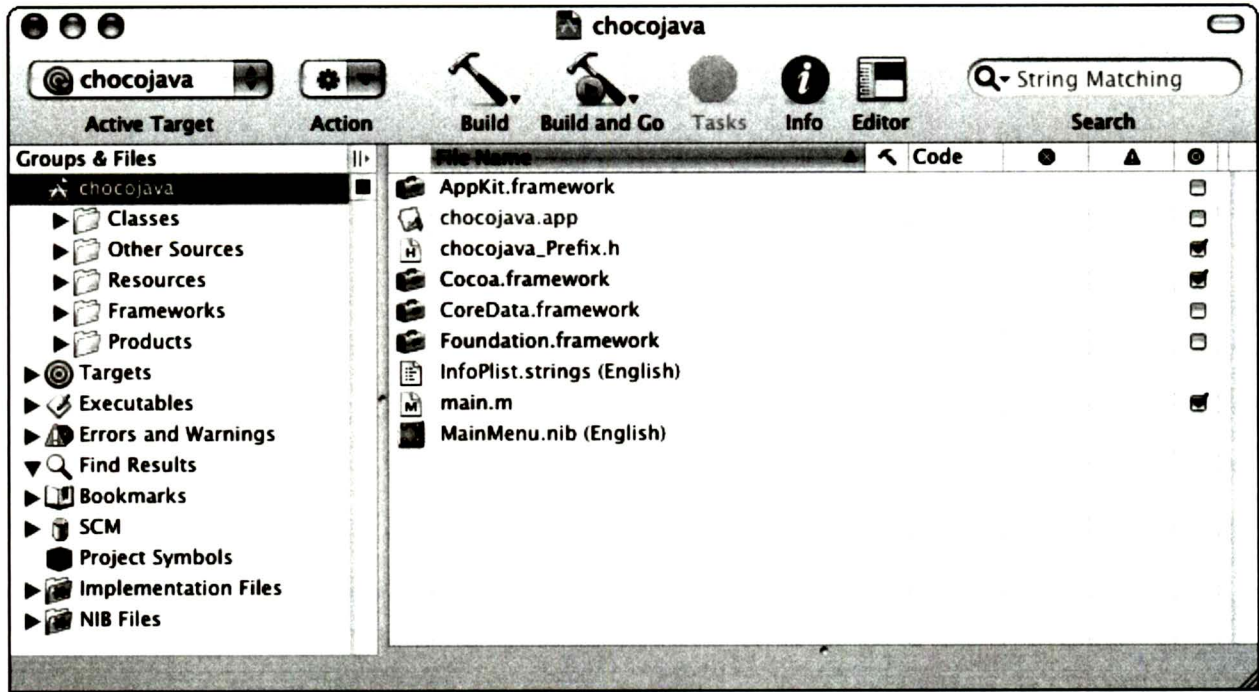 chocojava
chocojava
String Matching
Active Target Action Build Build and Go Tasks Info Editor Search
Groups & Files
File Name
Code
chocojava
Classes
Other Sources
Resources
Frameworks
Products
Targets
Executables
Errors and Warnings
Find Results
Bookmarks
SCM
Project Symbols
Implementation Files
NIB Files
AppKit.framework
chocojava.app
chocojava_Prefix.h
Cocoa.framework
CoreData.framework
Foundation.framework
InfoPlist.strings (English)
main.m
MainMenu.nib (English)